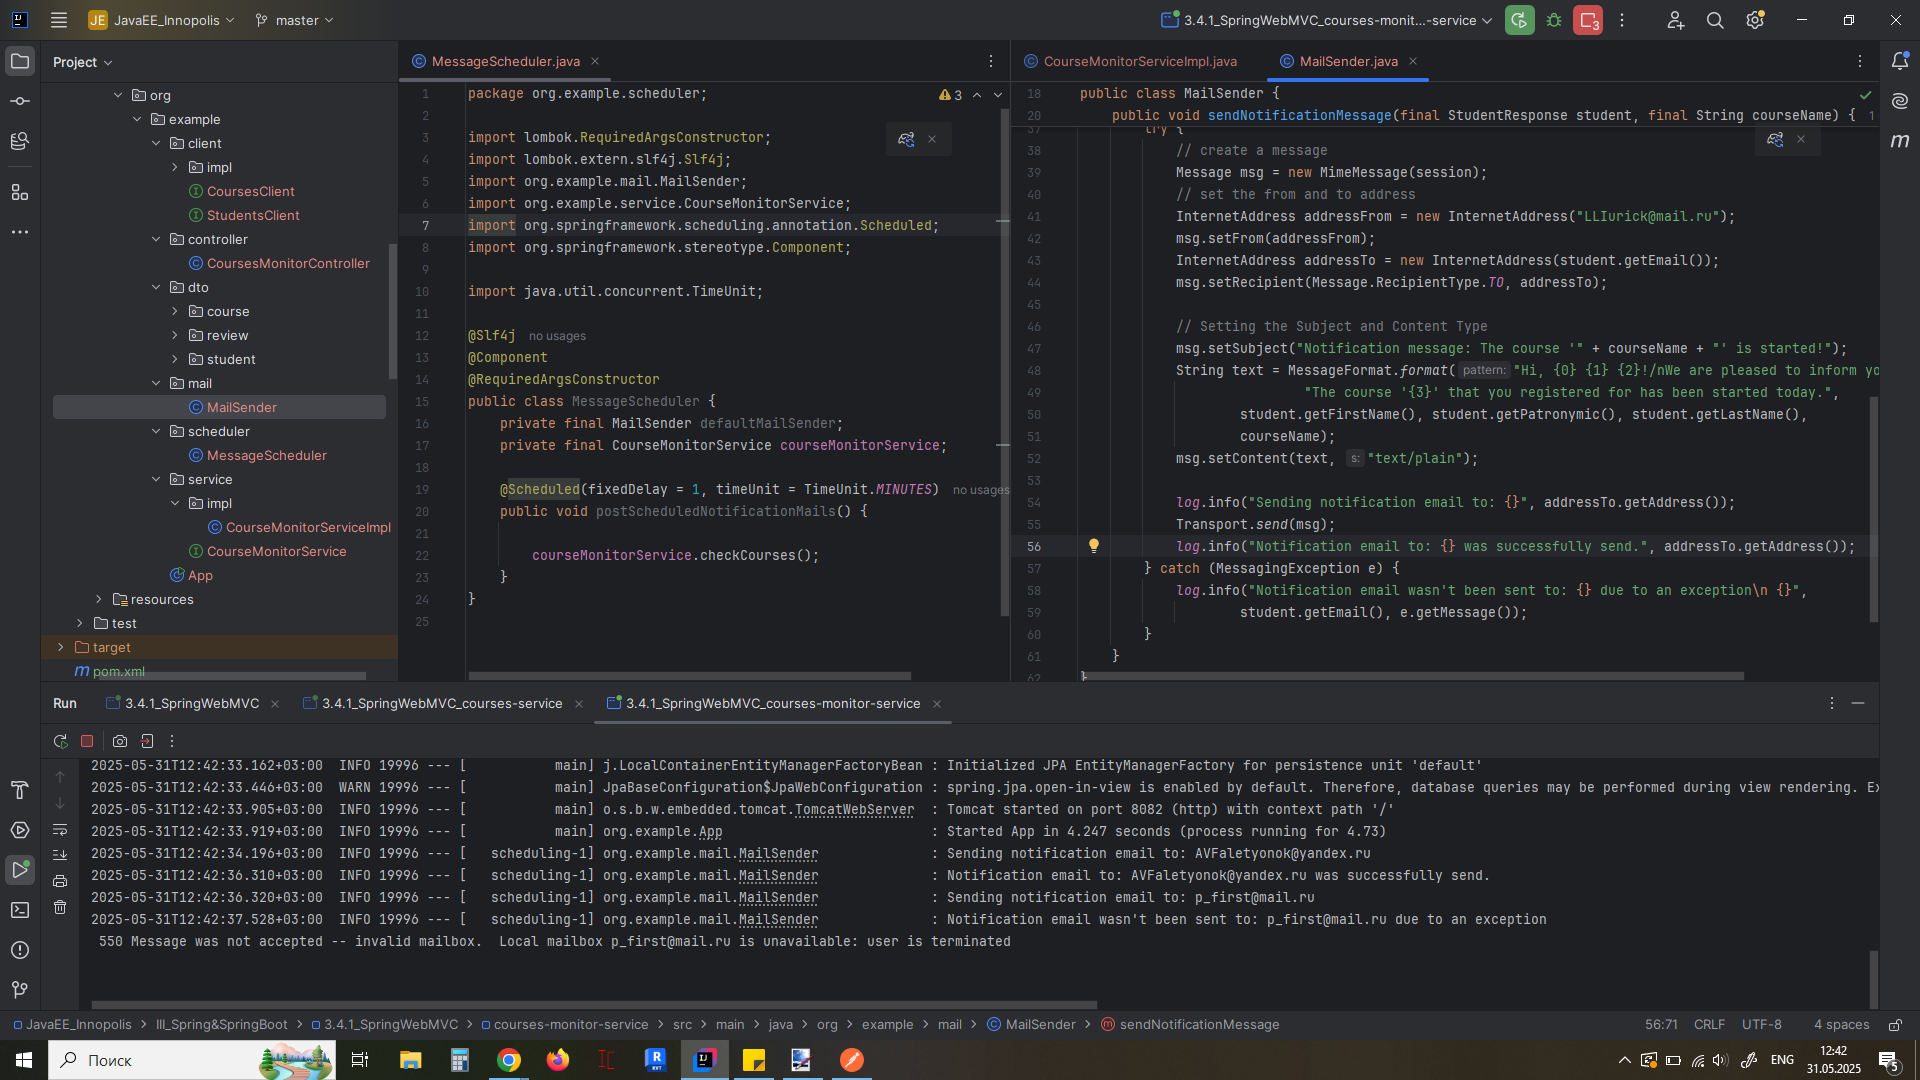 JE JavaEE_Innopolis
master
3.4.1_SpringWebMVC_courses-monit...-service
3
Project
org
example
client
impl
CoursesClient
StudentsClient
controller
CoursesMonitorController
dto
course
review
student
mail
MailSender
scheduler
MessageScheduler
service
impl
CourseMonitorServiceImpl
CourseMonitorService
App
resources
test
target
pom.xml
MessageScheduler.java
3
1 package org.example.scheduler;
2
3 import lombok.RequiredArgsConstructor;
4 import lombok.extern.slf4j.Slf4j;
5 import org.example.mail.MailSender;
6 import org.example.service.CourseMonitorService;
7 import org.springframework.scheduling.annotation.Scheduled;
8 import org.springframework.stereotype.Component;
9
10 import java.util.concurrent.TimeUnit;
11
12 @Slf4j no usages
13 @Component
14 @RequiredArgsConstructor
15 public class MessageScheduler {
16 private final MailSender defaultMailSender;
17 private final CourseMonitorService courseMonitorService;
18
19 @Scheduled(fixedDelay = 1, timeUnit = TimeUnit.MINUTES) no usages
20 public void postScheduledNotificationMails() {
21
22 courseMonitorService.checkCourses();
23 }
24 }
25
CourseMonitorServiceImpl.java
MailSender.java
18 public class MailSender {
20 public void sendNotificationMessage(final StudentResponse student, final String courseName) { 1
37 try {
38 // create a message
39 Message msg = new MimeMessage(session);
40 // set the from and to address
41 InternetAddress addressFrom = new InternetAddress("LLIurick@mail.ru");
42 msg.setFrom(addressFrom);
43 InternetAddress addressTo = new InternetAddress(student.getEmail());
44 msg.setRecipient(Message.RecipientType.TO, addressTo);
45
46 // Setting the Subject and Content Type
47 msg.setSubject("Notification message: The course '" + courseName + "' is started!");
48 String text = MessageFormat.format( pattern: "Hi, {0} {1} {2}!/nWe are pleased to inform yo
49 "The course '{3}' that you registered for has been started today.",
50 student.getFirstName(), student.getPatronymic(), student.getLastName(),
51 courseName);
52 msg.setContent(text, s: "text/plain");
53
54 log.info("Sending notification email to: {}", addressTo.getAddress());
55 Transport.send(msg);
56 log.info("Notification email to: {} was successfully send.", addressTo.getAddress());
57 } catch (MessagingException e) {
58 log.info("Notification email wasn't been sent to: {} due to an exception\n {}",
59 student.getEmail(), e.getMessage());
60 }
61 }
62 }
Run
3.4.1_SpringWebMVC
3.4.1_SpringWebMVC_courses-service
3.4.1_SpringWebMVC_courses-monitor-service
2025-05-31T12:42:33.162+03:00 INFO 19996 --- [ main] j.LocalContainerEntityManagerFactoryBean : Initialized JPA EntityManagerFactory for persistence unit 'default'
2025-05-31T12:42:33.446+03:00 WARN 19996 --- [ main] JpaBaseConfiguration$JpaWebConfiguration : spring.jpa.open-in-view is enabled by default. Therefore, database queries may be performed during view rendering. Ex
2025-05-31T12:42:33.905+03:00 INFO 19996 --- [ main] o.s.b.w.embedded.tomcat.TomcatWebServer : Tomcat started on port 8082 (http) with context path '/'
2025-05-31T12:42:33.919+03:00 INFO 19996 --- [ main] org.example.App : Started App in 4.247 seconds (process running for 4.73)
2025-05-31T12:42:34.196+03:00 INFO 19996 --- [ scheduling-1] org.example.mail.MailSender : Sending notification email to: AVFaletyonok@yandex.ru
2025-05-31T12:42:36.310+03:00 INFO 19996 --- [ scheduling-1] org.example.mail.MailSender : Notification email to: AVFaletyonok@yandex.ru was successfully send.
2025-05-31T12:42:36.320+03:00 INFO 19996 --- [ scheduling-1] org.example.mail.MailSender : Sending notification email to: p_first@mail.ru
2025-05-31T12:42:37.528+03:00 INFO 19996 --- [ scheduling-1] org.example.mail.MailSender : Notification email wasn't been sent to: p_first@mail.ru due to an exception
550 Message was not accepted -- invalid mailbox. Local mailbox p_first@mail.ru is unavailable: user is terminated
JavaEE_Innopolis > III_Spring&SpringBoot > 3.4.1_SpringWebMVC > courses-monitor-service > src > main > java > org > example > mail > MailSender > sendNotificationMessage
56:71 CRLF UTF-8 4 spaces
Поиск
ENG
12:42
31.05.2025
5